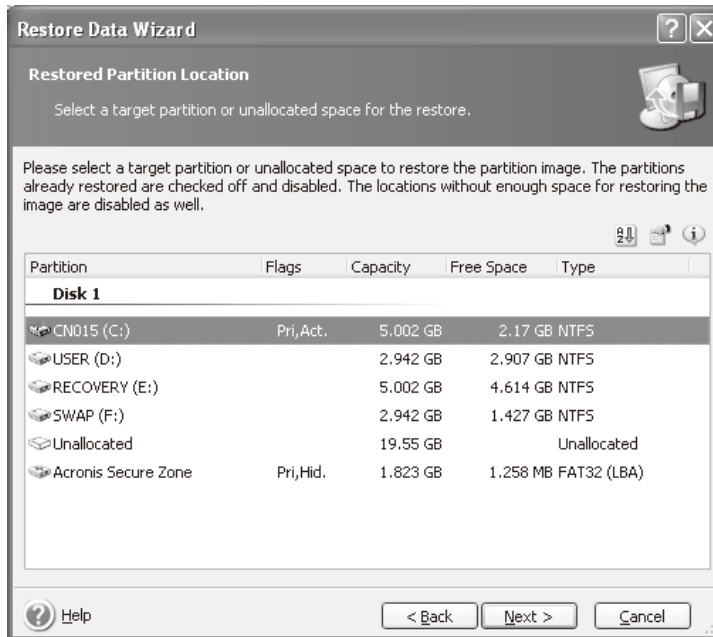 Restore Data Wizard
Restored Partition Location
Select a target partition or unallocated space for the restore.
Please select a target partition or unallocated space to restore the partition image. The partitions
already restored are checked off and disabled. The locations without enough space for restoring the
image are disabled as well.
Partition Flags Capacity Free Space Type
Disk 1
CN015 (C:) Pri,Act. 5.002 GB 2.17 GB NTFS
USER (D:) 2.942 GB 2.907 GB NTFS
RECOVERY (E:) 5.002 GB 4.614 GB NTFS
SWAP (F:) 2.942 GB 1.427 GB NTFS
Unallocated 19.55 GB Unallocated
Acronis Secure Zone Pri,Hid. 1.823 GB 1.258 MB FAT32 (LBA)
Help < Back Next > Cancel